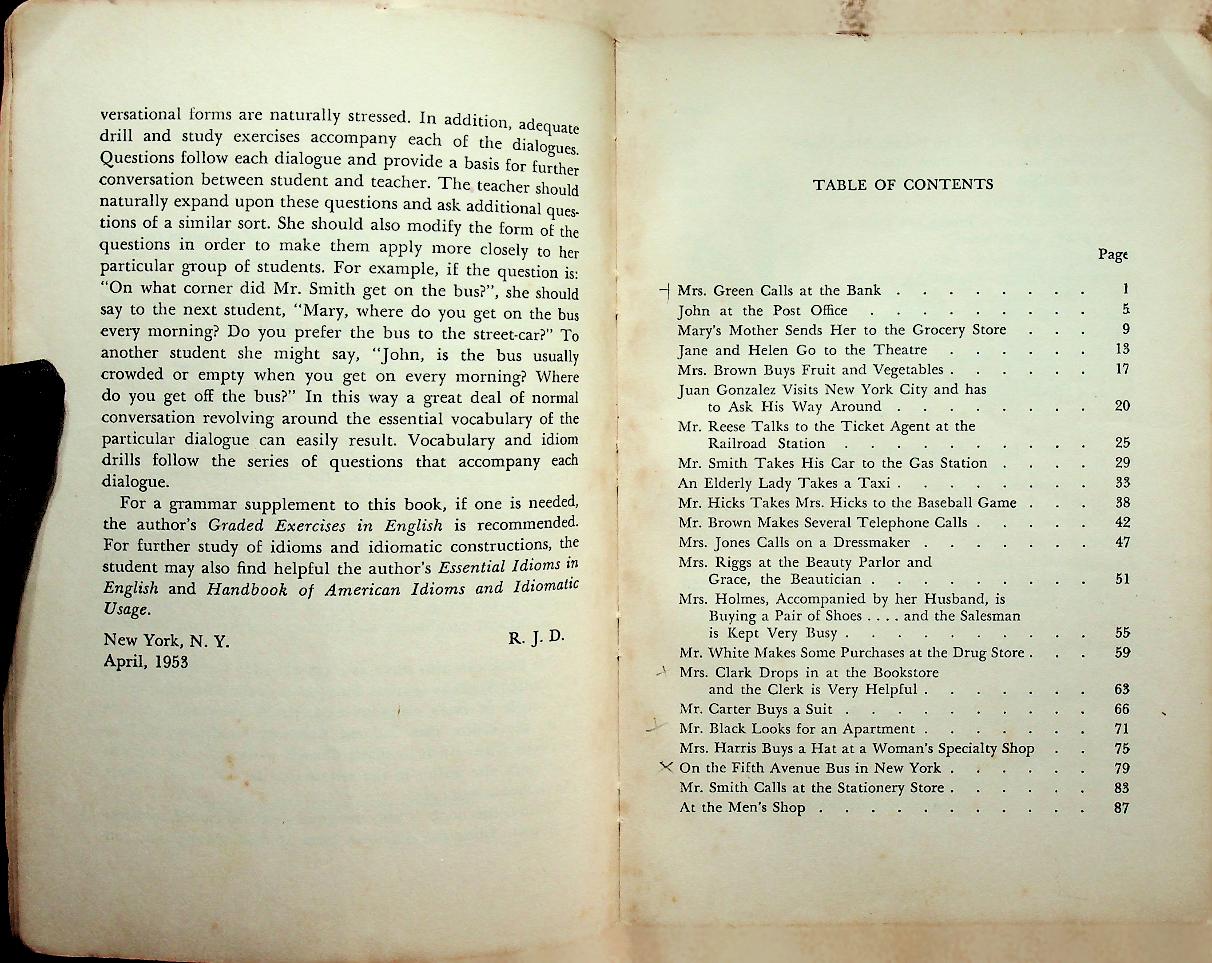 versational forms are naturally stressed. In addition, adequate
drill and study exercises accompany each of the dialogues.
Questions follow each dialogue and provide a basis for further
conversation between student and teacher. The teacher should
naturally expand upon these questions and ask additional ques-
tions of a similar sort. She should also modify the form of the
questions in order to make them apply more closely to her
particular group of students. For example, if the question is:
"On what corner did Mr. Smith get on the bus?", she should
say to the next student, "Mary, where do you get on the bus
every morning? Do you prefer the bus to the street-car?" To
another student she might say, "John, is the bus usually
crowded or empty when you get on every morning? Where
do you get off the bus?" In this way a great deal of normal
conversation revolving around the essential vocabulary of the
particular dialogue can easily result. Vocabulary and idiom
drills follow the series of questions that accompany each
dialogue.
For a grammar supplement to this book, if one is needed,
the author's Graded Exercises in English is recommended.
For further study of idioms and idiomatic constructions, the
student may also find helpful the author's Essential Idioms in
English and Handbook of American Idioms and Idiomatic
Usage.
New York, N. Y. R. J. D.
April, 1953
TABLE OF CONTENTS
Page
Mrs. Green Calls at the Bank . . . . . . . . 1
John at the Post Office . . . . . . . . . 5
Mary's Mother Sends Her to the Grocery Store . . . 9
Jane and Helen Go to the Theatre . . . . . . 13
Mrs. Brown Buys Fruit and Vegetables . . . . . . 17
Juan Gonzalez Visits New York City and has
to Ask His Way Around . . . . . . . . 20
Mr. Reese Talks to the Ticket Agent at the
Railroad Station . . . . . . . . . . 25
Mr. Smith Takes His Car to the Gas Station . . . . 29
An Elderly Lady Takes a Taxi . . . . . . . . 33
Mr. Hicks Takes Mrs. Hicks to the Baseball Game . . . 38
Mr. Brown Makes Several Telephone Calls . . . . . 42
Mrs. Jones Calls on a Dressmaker . . . . . . . 47
Mrs. Riggs at the Beauty Parlor and
Grace, the Beautician . . . . . . . . . 51
Mrs. Holmes, Accompanied by her Husband, is
Buying a Pair of Shoes . . . . and the Salesman
is Kept Very Busy . . . . . . . . . . 55
Mr. White Makes Some Purchases at the Drug Store . . . 59
Mrs. Clark Drops in at the Bookstore
and the Clerk is Very Helpful . . . . . . . 63
Mr. Carter Buys a Suit . . . . . . . . . . 66
Mr. Black Looks for an Apartment . . . . . . . 71
Mrs. Harris Buys a Hat at a Woman's Specialty Shop . . 75
On the Fifth Avenue Bus in New York . . . . . . 79
Mr. Smith Calls at the Stationery Store . . . . . . 83
At the Men's Shop . . . . . . . . . . . 87